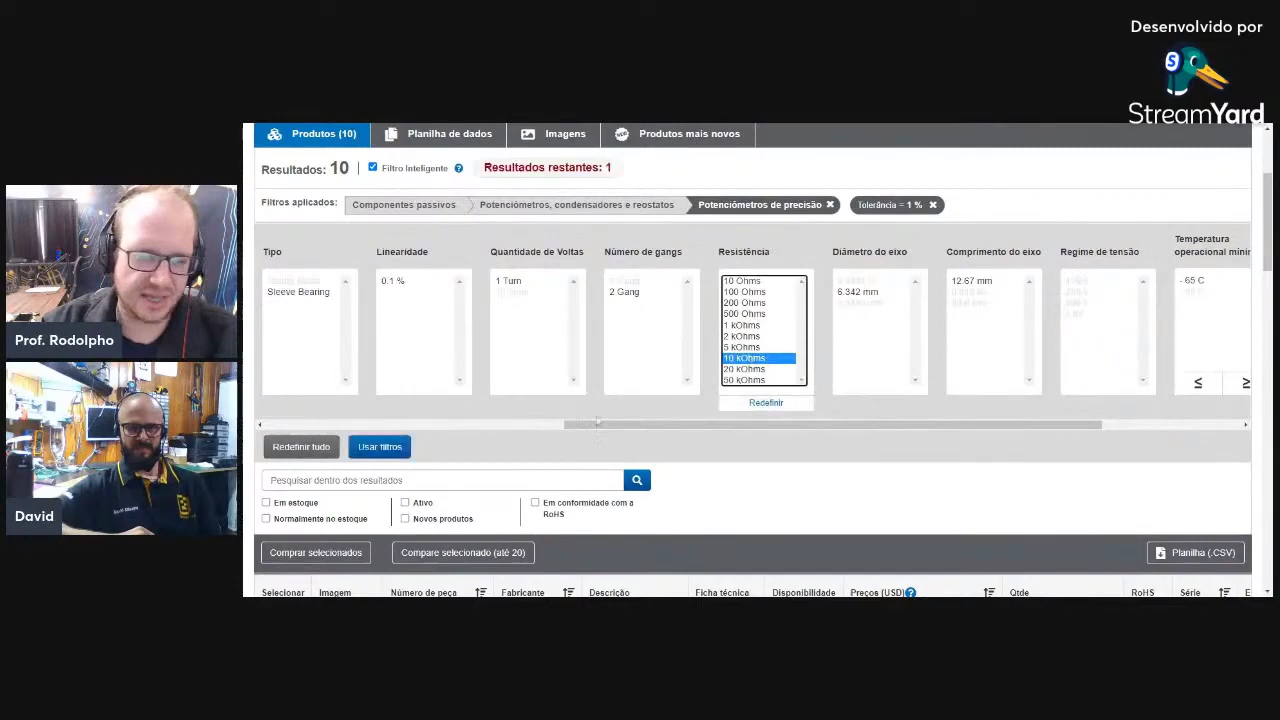 Desenvolvido por
StreamYard
Produtos (10)
Planilha de dados
Imagens
Produtos mais novos
Resultados: 10
Filtro Inteligente
Resultados restantes: 1
Filtros aplicados:
Componentes passivos
Potenciómetros, condensadores e reostatos
Potenciómetros de precisão
Tolerância = 1 %
Tipo
Sleeve Bearing
Linearidade
0.1 %
Quantidade de Voltas
1 Turn
Número de gangs
2 Gang
Resistência
10 Ohms
100 Ohms
200 Ohms
500 Ohms
1 kOhms
2 kOhms
5 kOhms
10 kOhms
20 kOhms
50 kOhms
Redefinir
Diâmetro do eixo
6.342 mm
Comprimento do eixo
12.67 mm
Regime de tensão
Temperatura
operacional mínim
- 65 C
≤
≥
Redefinir tudo
Usar filtros
Pesquisar dentro dos resultados
Em estoque
Ativo
Em conformidade com a
RoHS
Normalmente no estoque
Novos produtos
Comprar selecionados
Compare selecionado (até 20)
Planilha (.CSV)
Selecionar
Imagem
Número de peça
Fabricante
Descrição
Ficha técnica
Disponibilidade
Preços (USD)
Qtde
RoHS
Série
Prof. Rodolpho
David